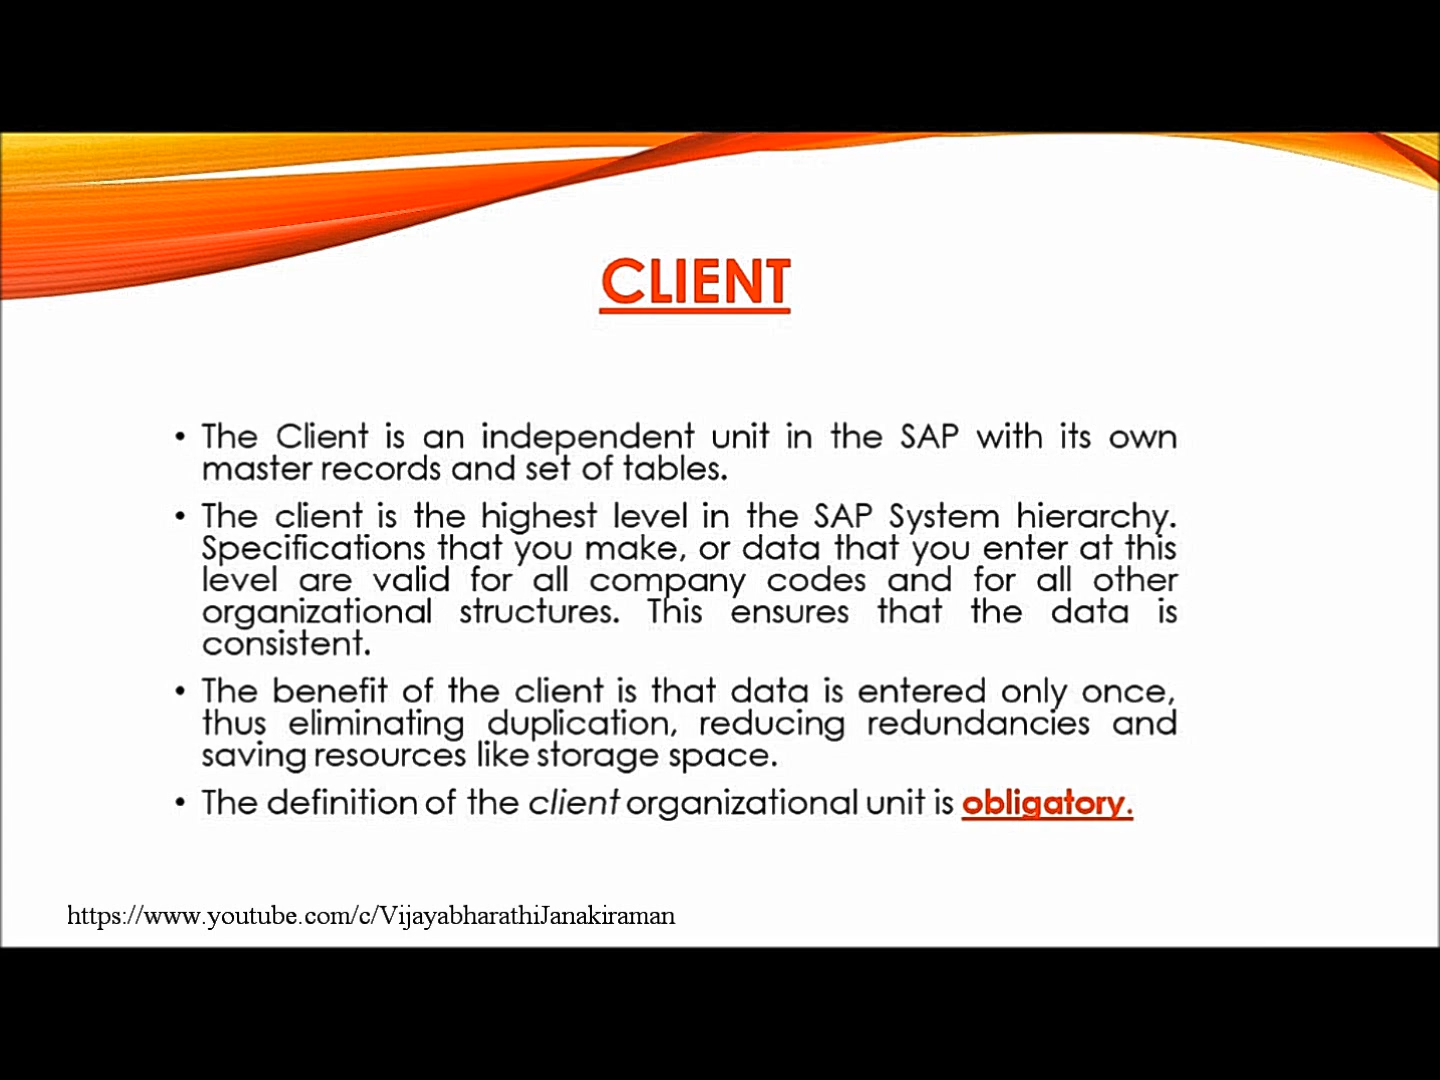 CLIENT
• The Client is an independent unit in the SAP with its own
master records and set of tables.
• The client is the highest level in the SAP System hierarchy.
Specifications that you make, or data that you enter at this
level are valid for all company codes and for all other
organizational structures. This ensures that the data is
consistent.
• The benefit of the client is that data is entered only once,
thus eliminating duplication, reducing redundancies and
saving resources like storage space.
• The definition of the client organizational unit is obligatory.
https://www.youtube.com/c/VijayabharathiJanakiraman